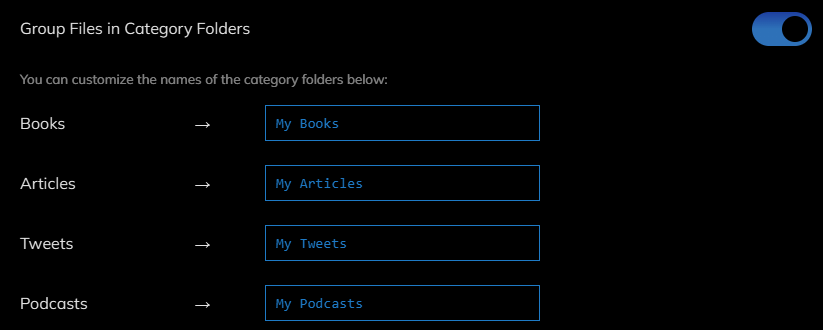 Group Files in Category Folders
You can customize the names of the category folders below:
Books → My Books
Articles → My Articles
Tweets → My Tweets
Podcasts → My Podcasts